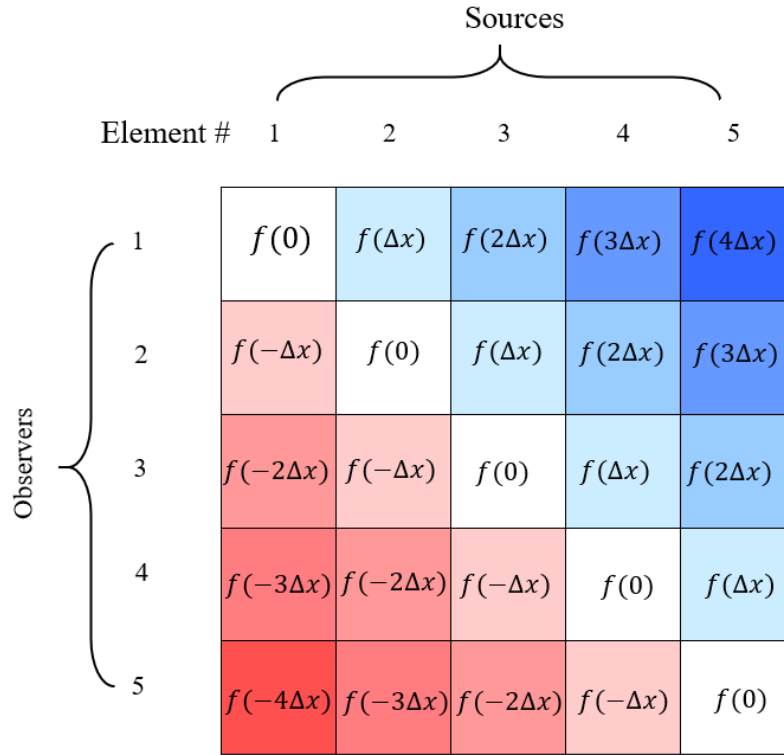 Sources
Element # 1 2 3 4 5
Observers
1 f(0) f(Δx) f(2Δx) f(3Δx) f(4Δx)
2 f(−Δx) f(0) f(Δx) f(2Δx) f(3Δx)
3 f(−2Δx) f(−Δx) f(0) f(Δx) f(2Δx)
4 f(−3Δx) f(−2Δx) f(−Δx) f(0) f(Δx)
5 f(−4Δx) f(−3Δx) f(−2Δx) f(−Δx) f(0)